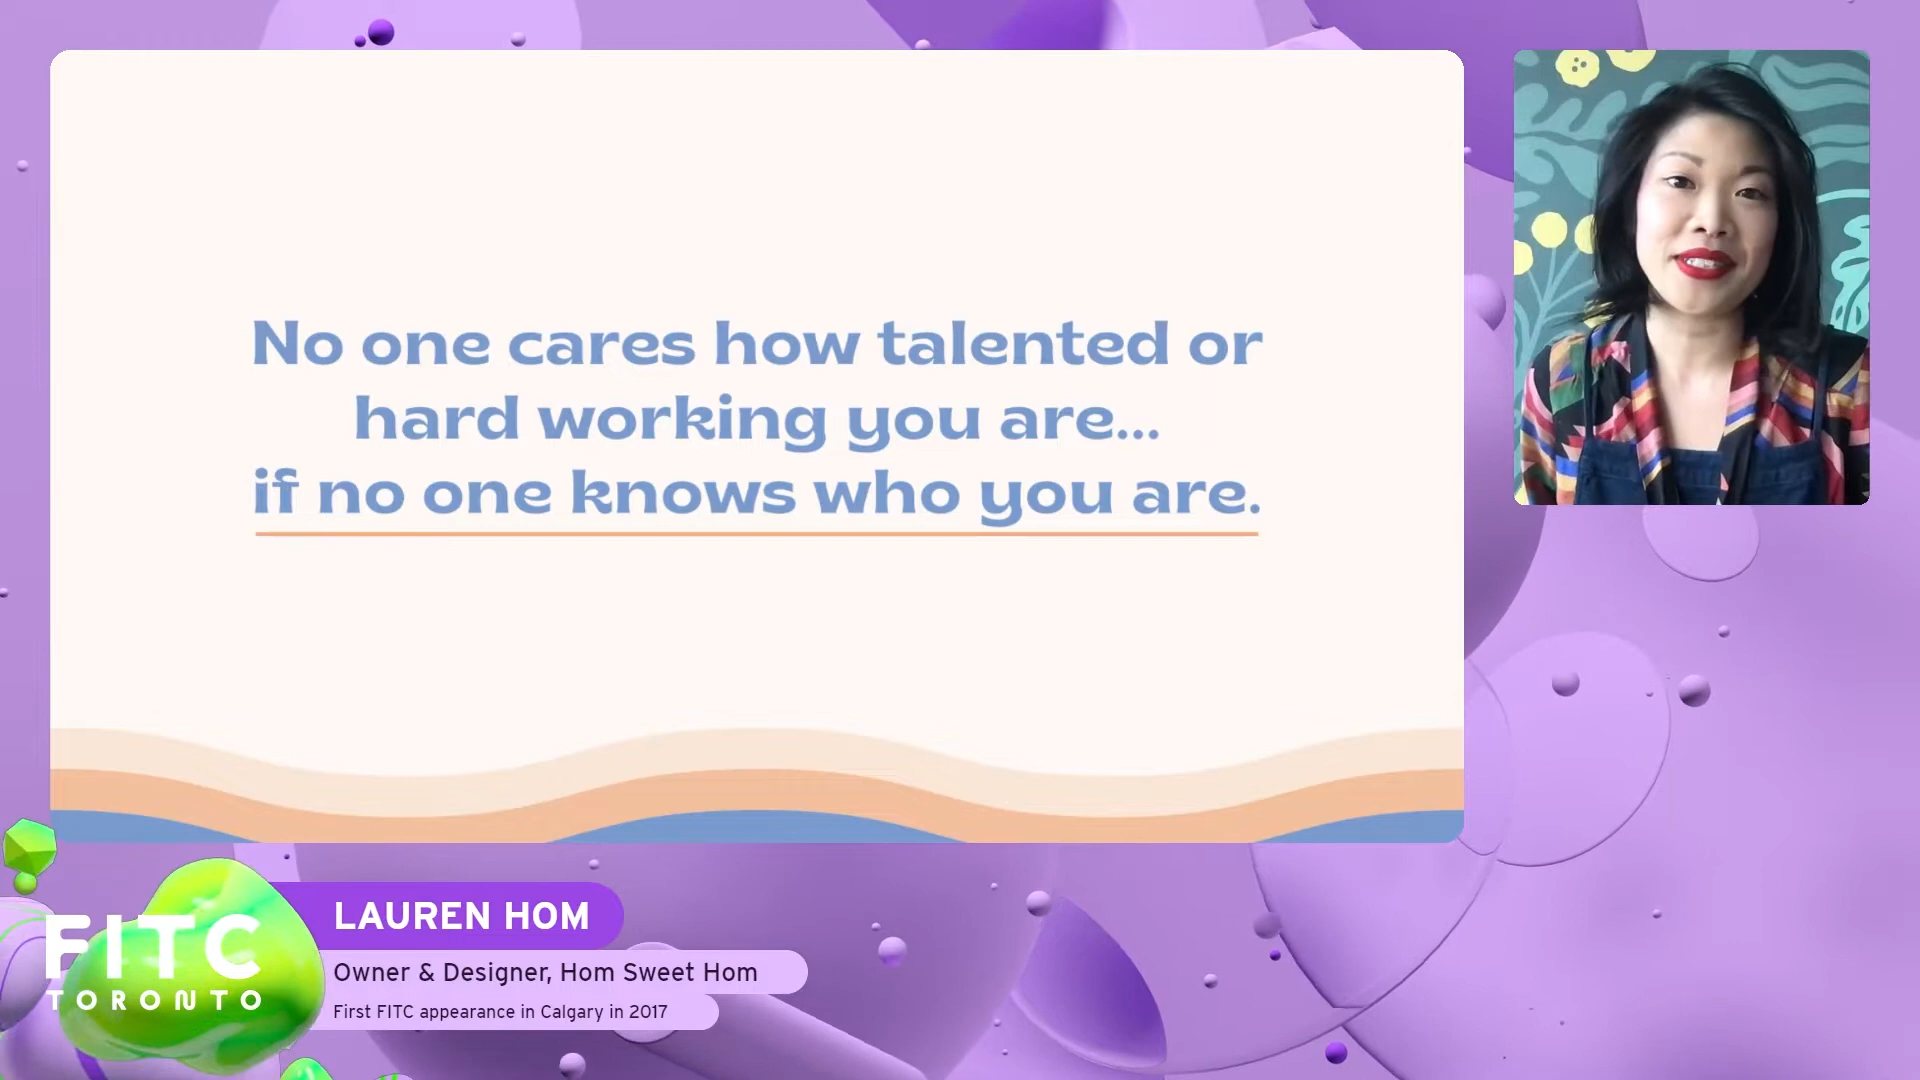 No one cares how talented or
hard working you are...
if no one knows who you are.
LAUREN HOM
Owner & Designer, Hom Sweet Hom
First FITC appearance in Calgary in 2017
FITC
TORONTO